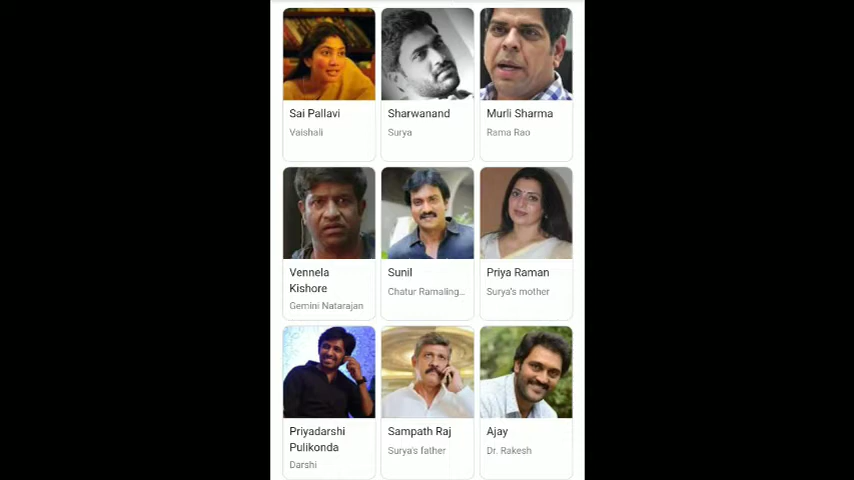 Sai Pallavi
Vaishali
Sharwanand
Surya
Murli Sharma
Rama Rao
Vennela
Kishore
Gemini Natarajan
Sunil
Chatur Ramaling...
Priya Raman
Surya's mother
Priyadarshi
Pulikonda
Darshi
Sampath Raj
Surya's father
Ajay
Dr. Rakesh